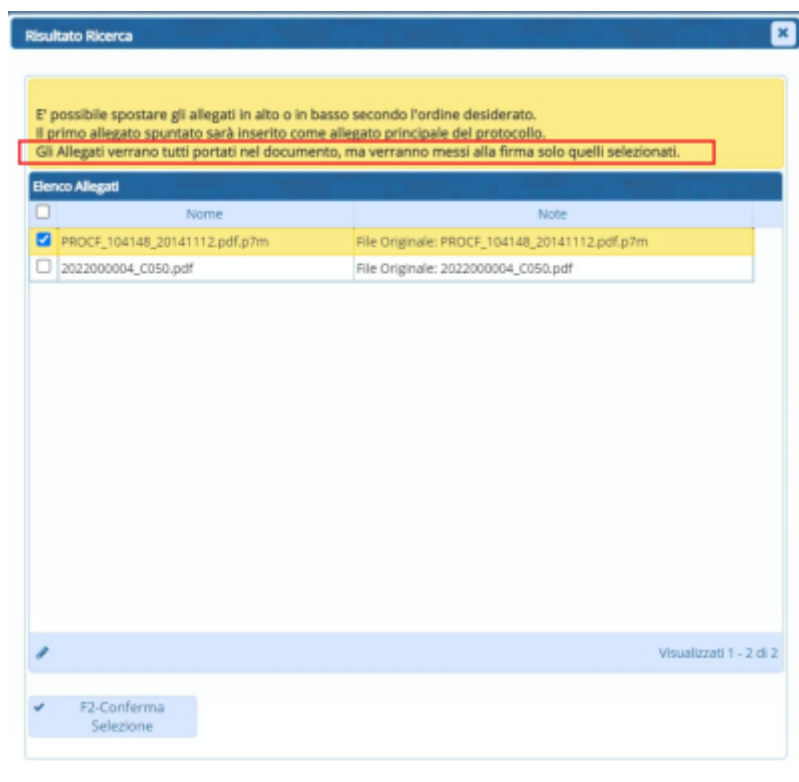 Risultato Ricerca
E' possibile spostare gli allegati in alto o in basso secondo l'ordine desiderato.
Il primo allegato spuntato sarà inserito come allegato principale del protocollo.
Gli Allegati verrano tutti portati nel documento, ma verranno messi alla firma solo quelli selezionati.
Elenco Allegati
Nome Note
PROCF_104148_20141112.pdf.p7m File Originale: PROCF_104148_20141112.pdf.p7m
2022000004_C050.pdf File Originale: 2022000004_C050.pdf
Visualizzati 1 - 2 di 2
F2-Conferma
Selezione